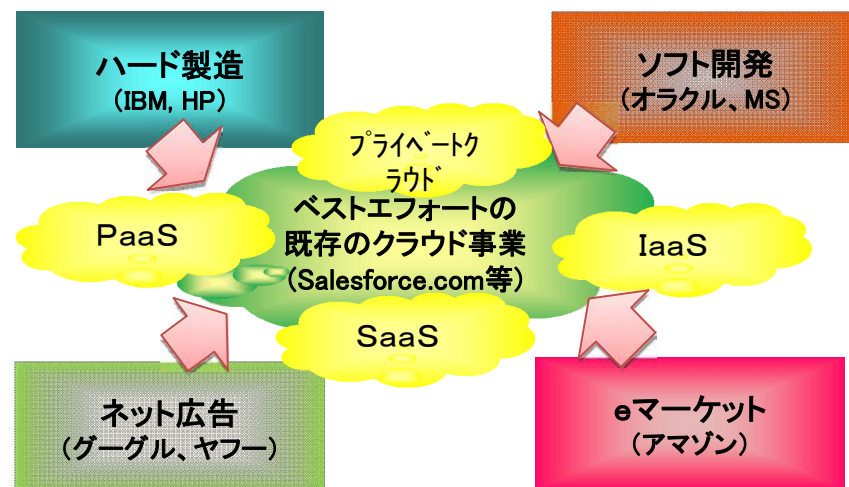 ハード製造
(IBM, HP)
ソフト開発
(オラクル、MS)
ﾌﾟﾗｲﾍﾞｰﾄｸ
ﾗｳﾄﾞ
PaaS
ベストエフォートの
既存のクラウド事業
(Salesforce.com等)
IaaS
SaaS
ネット広告
(グーグル、ヤフー)
eマーケット
(アマゾン)